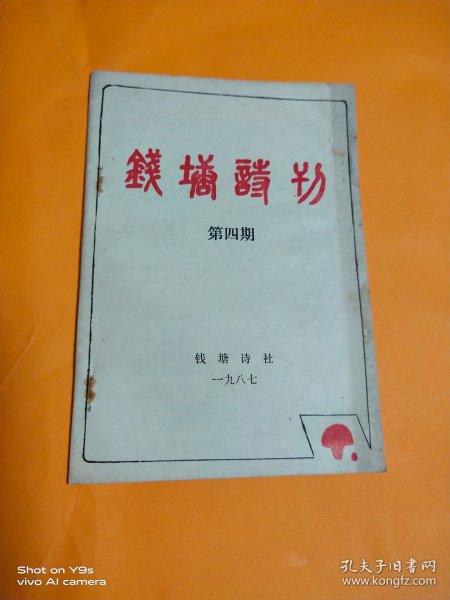 錢塘詩刊
第四期
钱塘诗社
一九八七
Shot on Y9s
vivo AI camera
孔夫子旧书网
www.kongfz.com